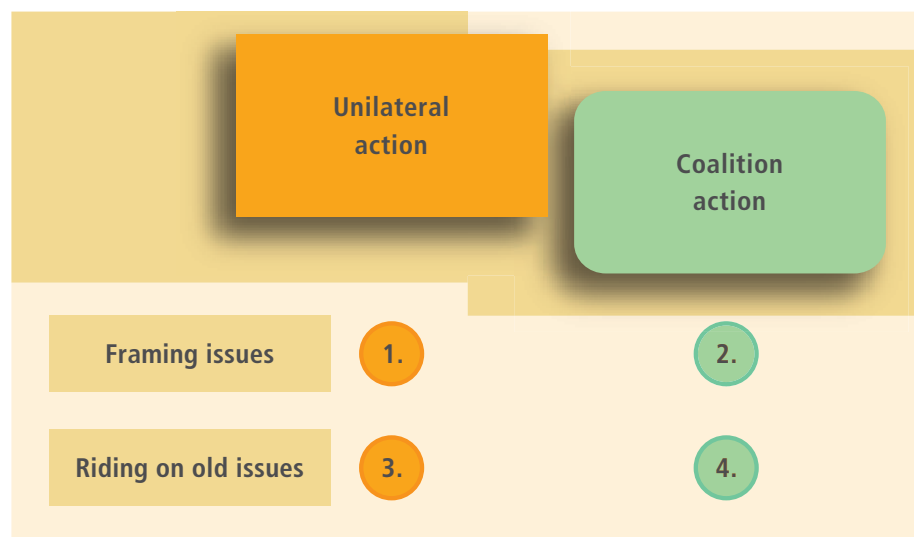 Unilateral
action
Coalition
action
Framing issues
1.
2.
Riding on old issues
3.
4.